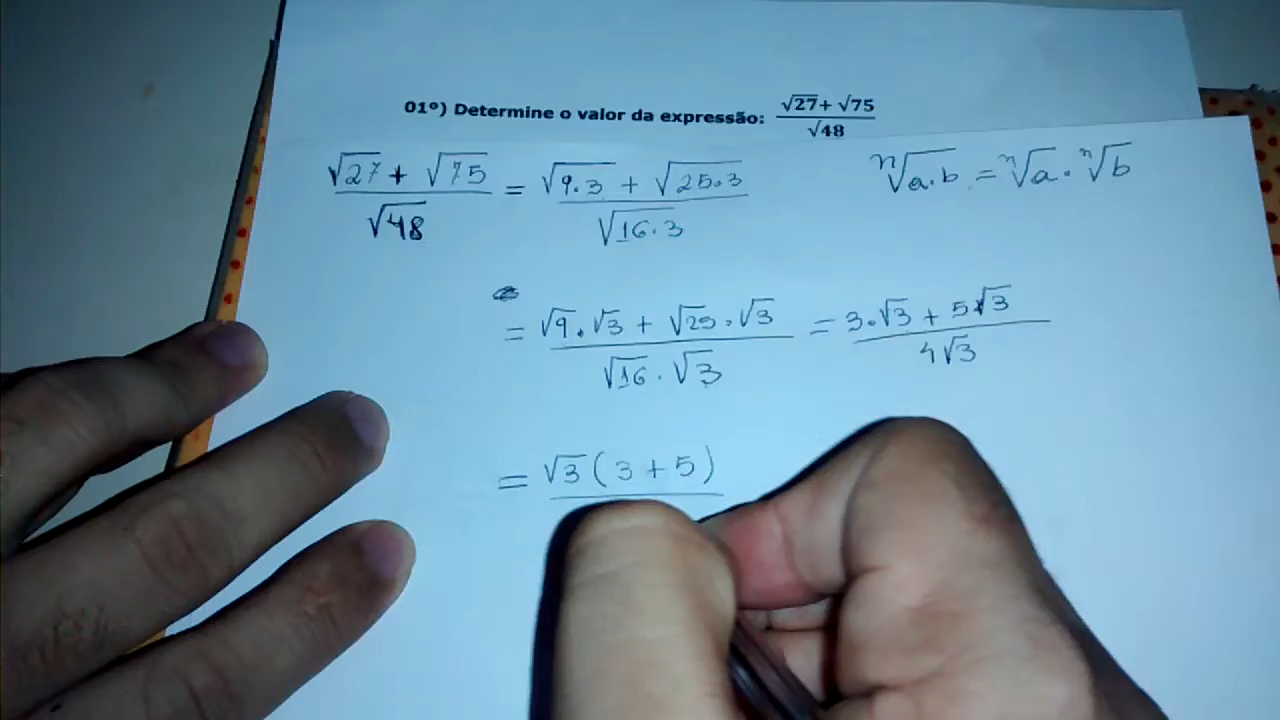 01º) Determine o valor da expressão: (√27 + √75)/√48
(√27 + √75)/√48 = (√9.3 + √25.3)/√16.3
ⁿ√a.b = ⁿ√a . ⁿ√b
= (√9 . √3 + √25 . √3)/(√16 . √3) = (3.√3 + 5√3)/4√3
= √3(3+5)